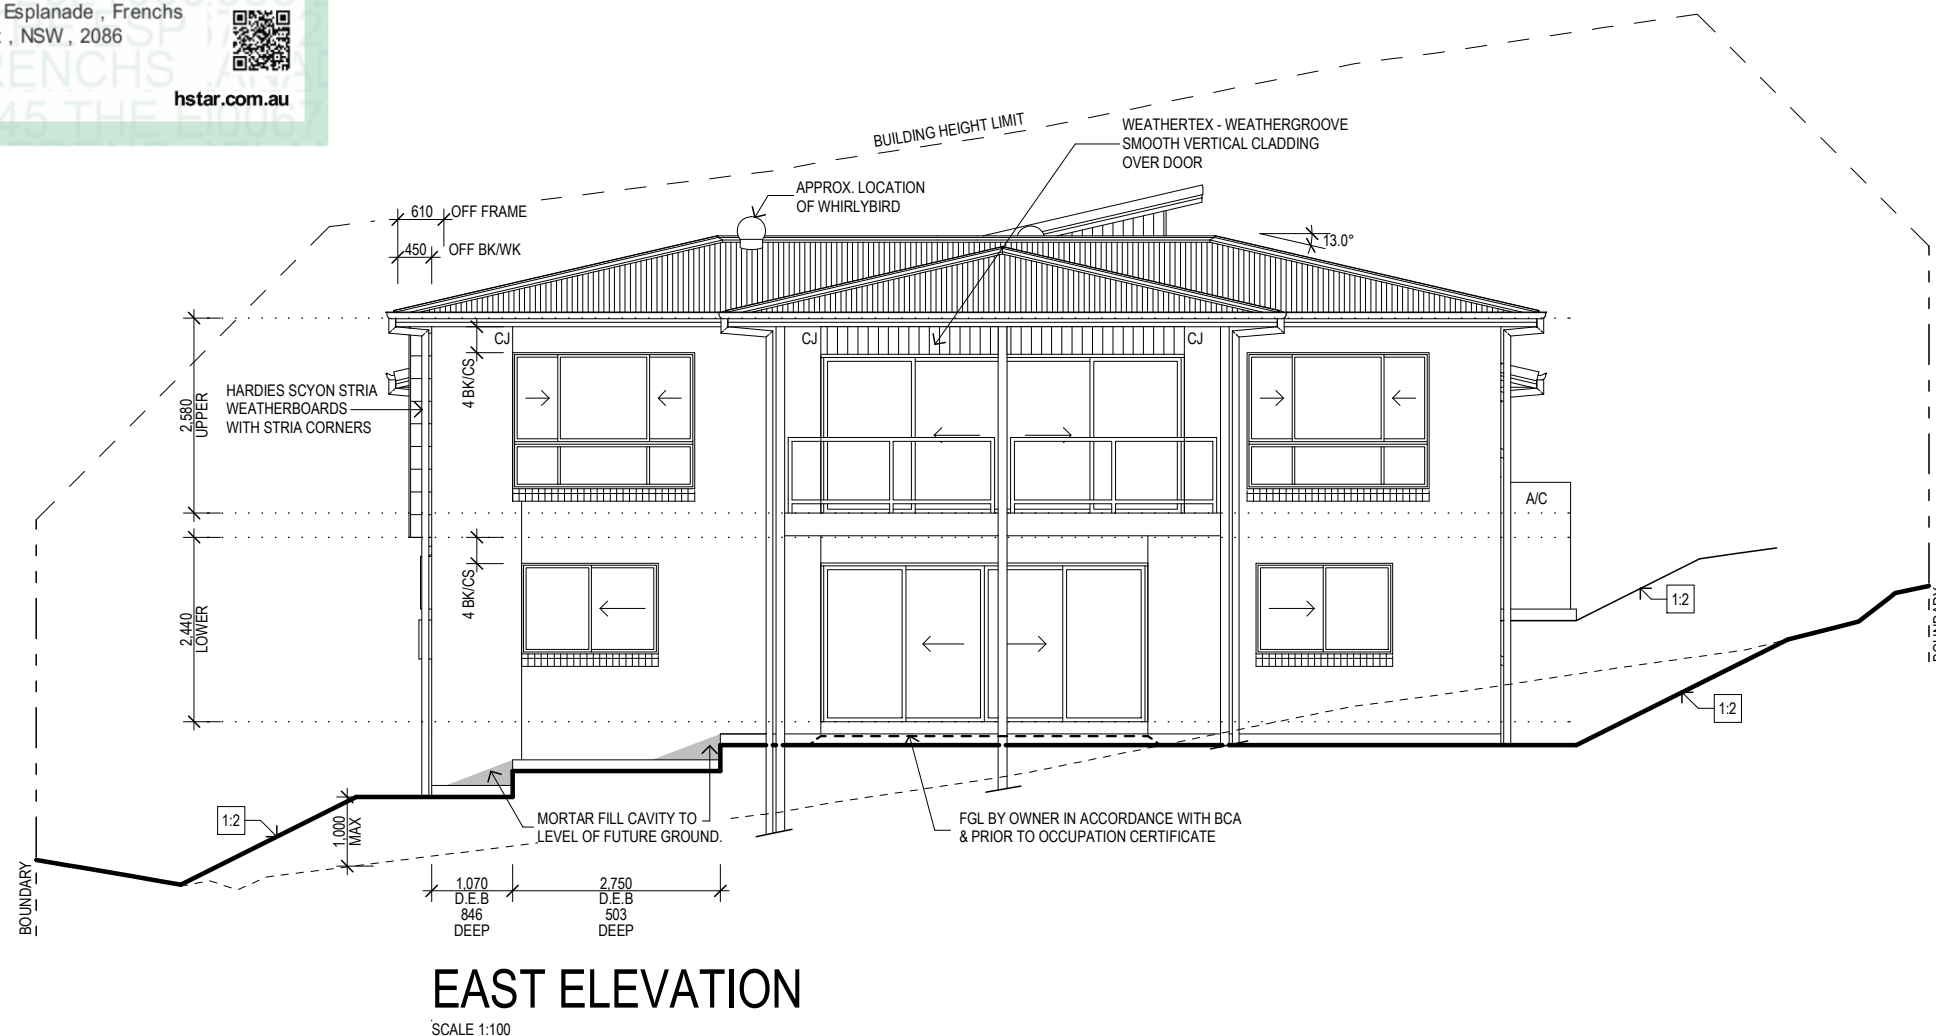 Esplanade , Frenchs
, NSW , 2086
hstar.com.au
BUILDING HEIGHT LIMIT
WEATHERTEX - WEATHERGROOVE
SMOOTH VERTICAL CLADDING
OVER DOOR
APPROX. LOCATION
OF WHIRLYBIRD
610 OFF FRAME
450 OFF BK/WK
13.0°
CJ
CJ
CJ
4 BK/CS
HARDIES SCYON STRIA
WEATHERBOARDS
WITH STRIA CORNERS
2,580
UPPER
A/C
4 BK/CS
2,440
LOWER
1:2
BOUNDARY
1:2
1:2
1,000
MAX
MORTAR FILL CAVITY TO
LEVEL OF FUTURE GROUND.
FGL BY OWNER IN ACCORDANCE WITH BCA
& PRIOR TO OCCUPATION CERTIFICATE
BOUNDARY
1,070
D.E.B
846
DEEP
2,750
D.E.B
503
DEEP
EAST ELEVATION
SCALE 1:100